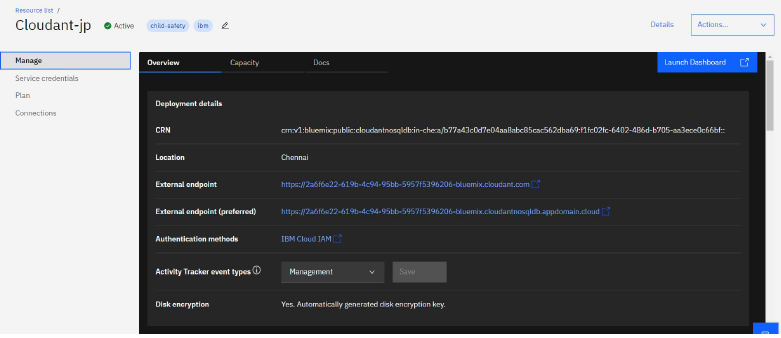 Resource list /
Cloudant-jp Active child-safety ibm Details Actions...
Manage
Service credentials
Plan
Connections
Overview Capacity Docs Launch Dashboard
Deployment details
CRN crn:v1:bluemix:public:cloudantnosqldb:in-che:a/b77a43c0d7e04aa8abc85cac562dba69:f1fc02fc-6402-486d-b705-aa3ece0c66bf::
Location Chennai
External endpoint https://2a6f6e22-619b-4c94-95bb-5957f5396206-bluemix.cloudant.com
External endpoint (preferred) https://2a6f6e22-619b-4c94-95bb-5957f5396206-bluemix.cloudantnosqldb.appdomain.cloud
Authentication methods IBM Cloud IAM
Activity Tracker event types Management Save
Disk encryption Yes. Automatically generated disk encryption key.